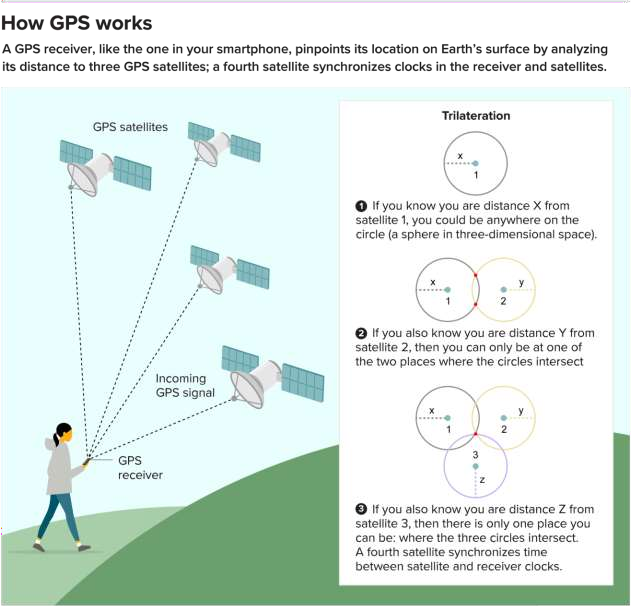 How GPS works
A GPS receiver, like the one in your smartphone, pinpoints its location on Earth's surface by analyzing
its distance to three GPS satellites; a fourth satellite synchronizes clocks in the receiver and satellites.
GPS satellites
Incoming
GPS signal
GPS
receiver
Trilateration
x
1
1 If you know you are distance X from
satellite 1, you could be anywhere on the
circle (a sphere in three-dimensional space).
x
y
1
2
2 If you also know you are distance Y from
satellite 2, then you can only be at one of
the two places where the circles intersect
x
y
1
2
3
z
3 If you also know you are distance Z from
satellite 3, then there is only one place you
can be: where the three circles intersect.
A fourth satellite synchronizes time
between satellite and receiver clocks.